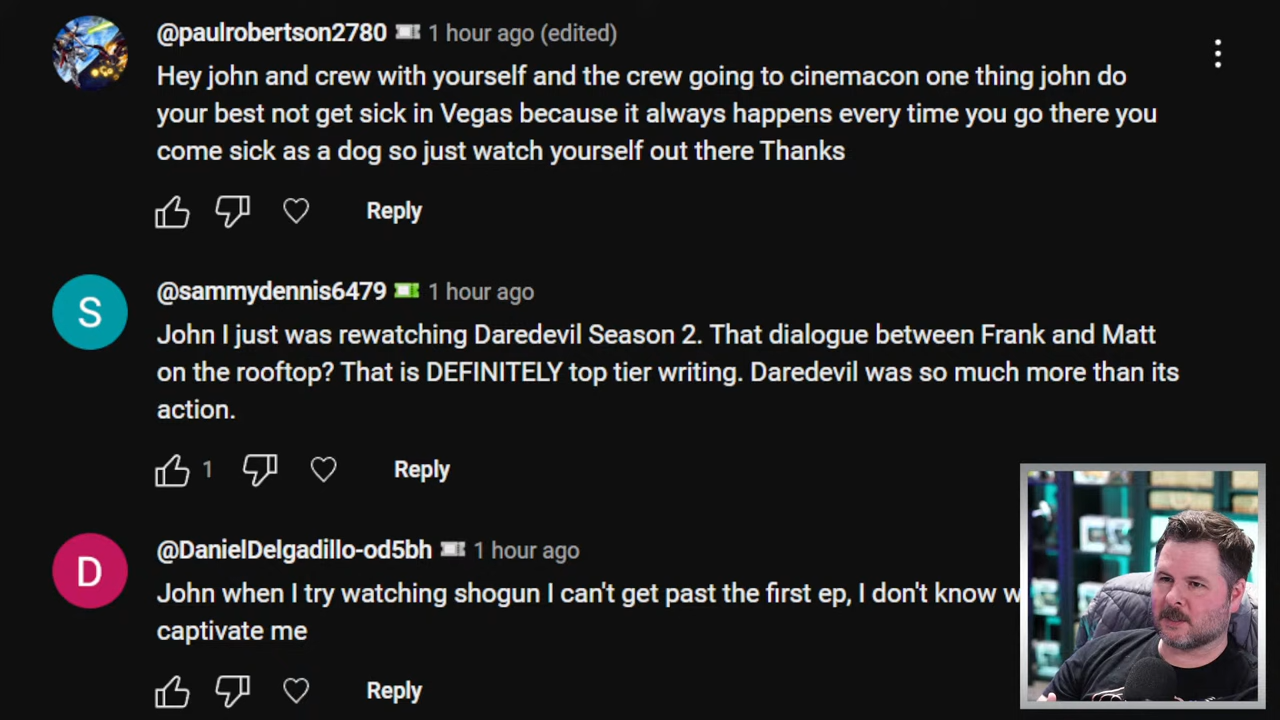 @paulrobertson2780 1 hour ago (edited)
Hey john and crew with yourself and the crew going to cinemacon one thing john do
your best not get sick in Vegas because it always happens every time you go there you
come sick as a dog so just watch yourself out there Thanks
Reply
S
@sammydennis6479 1 hour ago
John I just was rewatching Daredevil Season 2. That dialogue between Frank and Matt
on the rooftop? That is DEFINITELY top tier writing. Daredevil was so much more than its
action.
1 Reply
D
@DanielDelgadillo-od5bh 1 hour ago
John when I try watching shogun I can't get past the first ep, I don't know
captivate me
Reply